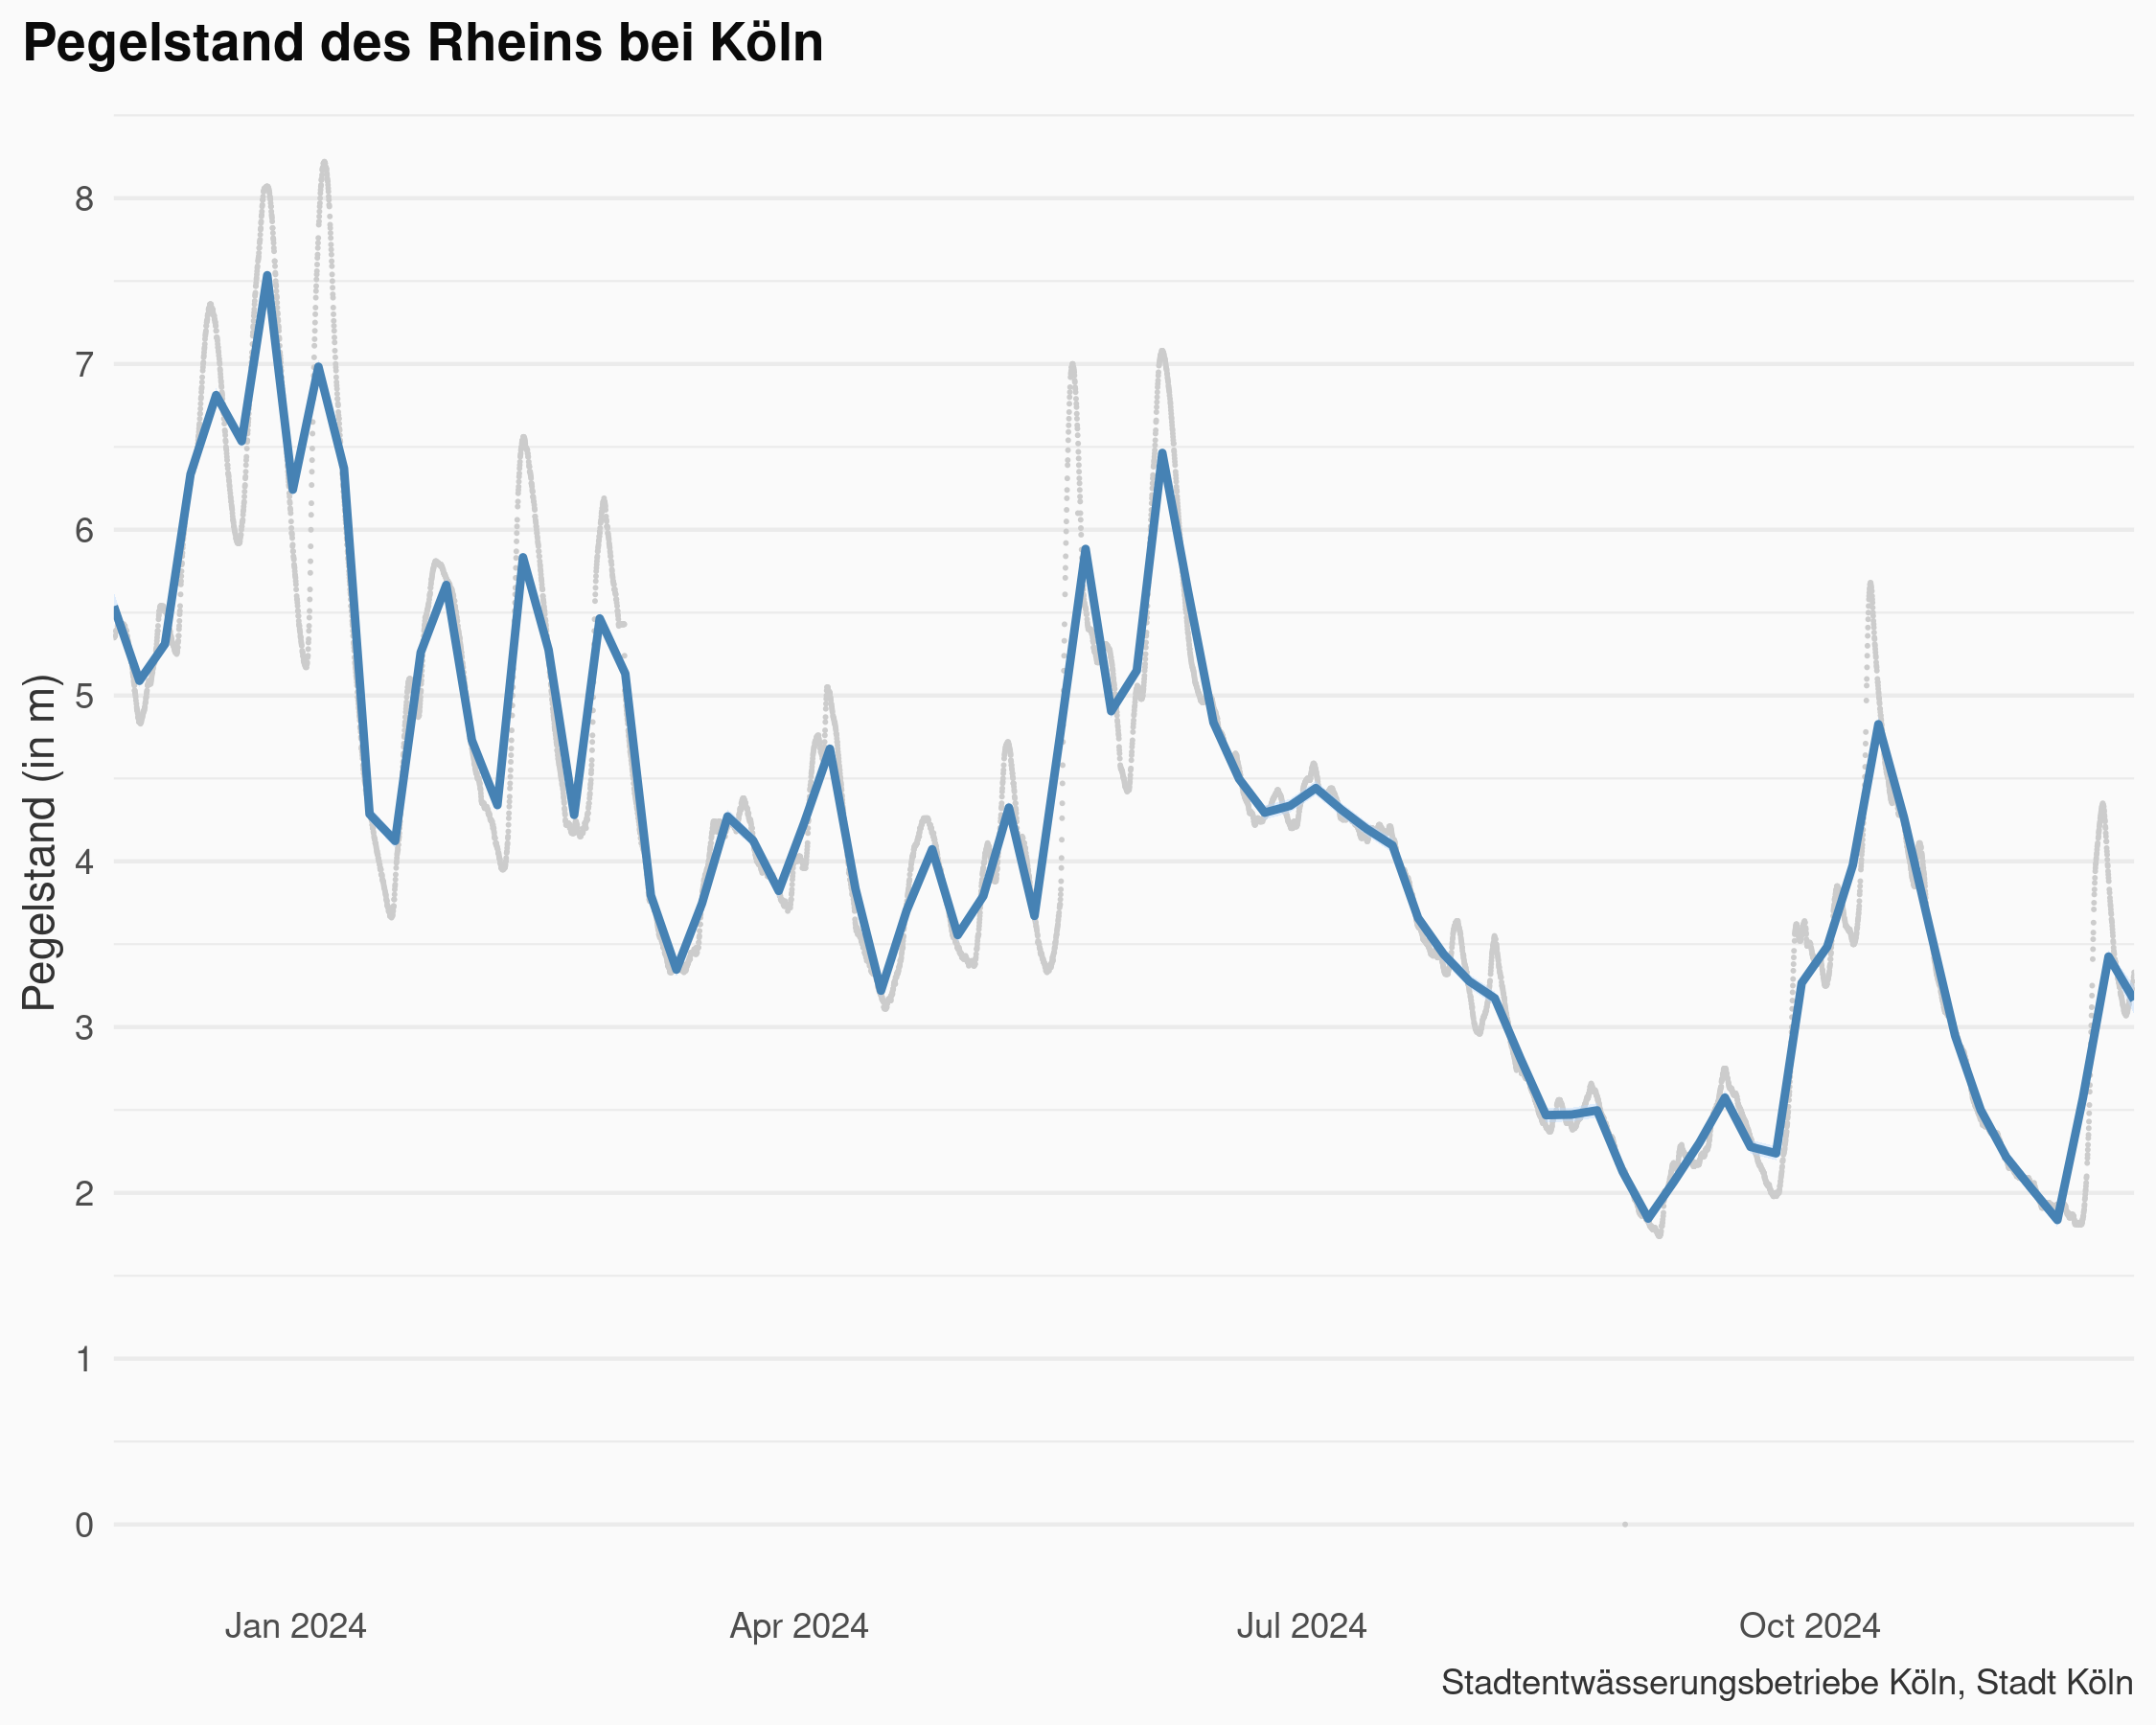 Pegelstand des Rheins bei Köln
Pegelstand (in m)
8
7
6
5
4
3
2
1
0
Jan 2024 Apr 2024 Jul 2024 Oct 2024
Stadtentwässerungsbetriebe Köln, Stadt Köln